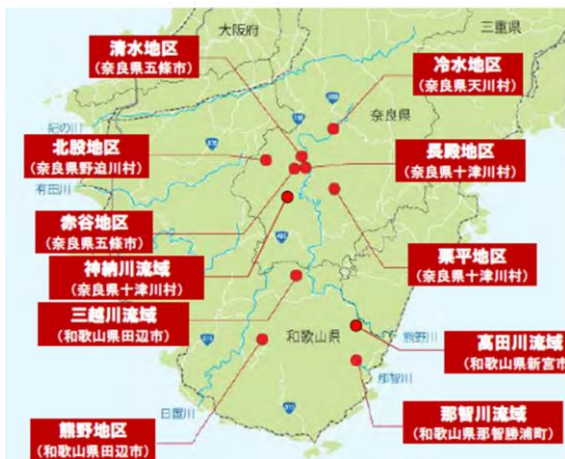 大阪府
三重県
清水地区
(奈良県五條市)
冷水地区
(奈良県天川村)
奈良県
紀の川
北股地区
(奈良県野迫川村)
長殿地区
(奈良県十津川村)
有田川
赤谷地区
(奈良県五條市)
栗平地区
(奈良県十津川村)
神納川流域
(奈良県十津川村)
三越川流域
(和歌山県田辺市)
和歌山県
熊野川
高田川流域
(和歌山県新宮市
那智川
日置川
熊野地区
(和歌山県田辺市)
那智川流域
(和歌山県那智勝浦町)